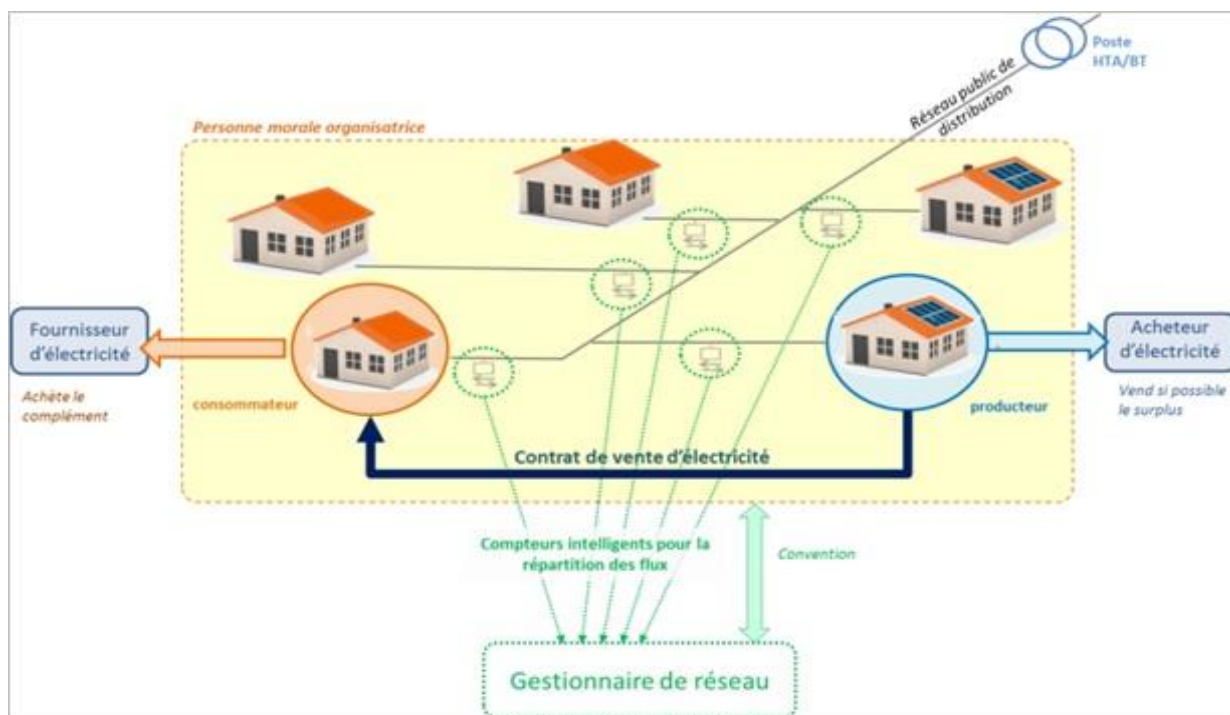 Poste
HTA/BT
Réseau public de
distribution
Personne morale organisatrice
Fournisseur
d'électricité
Achète le
complément
consommateur
producteur
Acheteur
d'électricité
Vend si possible
le surplus
Contrat de vente d'électricité
Compteurs intelligents pour la
répartition des flux
Convention
Gestionnaire de réseau